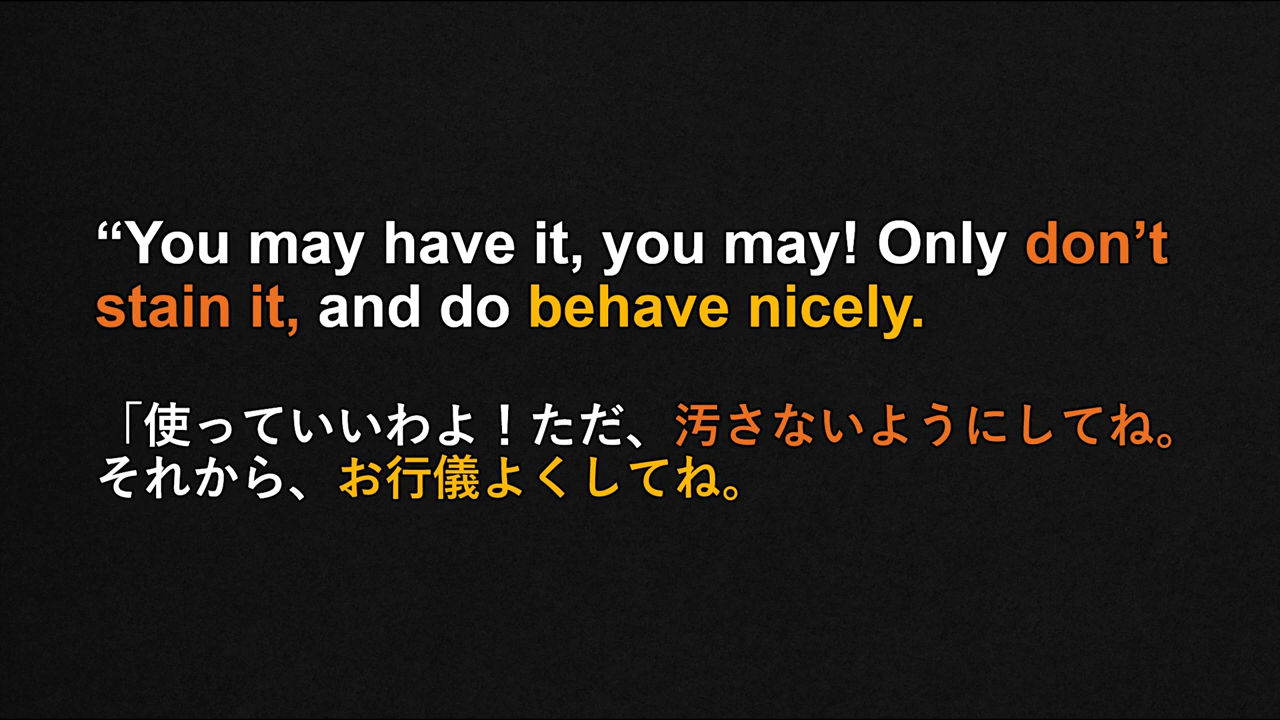 “You may have it, you may! Only don’t
stain it, and do behave nicely.
「使っていいわよ！ただ、汚さないようにしてね。
それから、お行儀よくしてね。